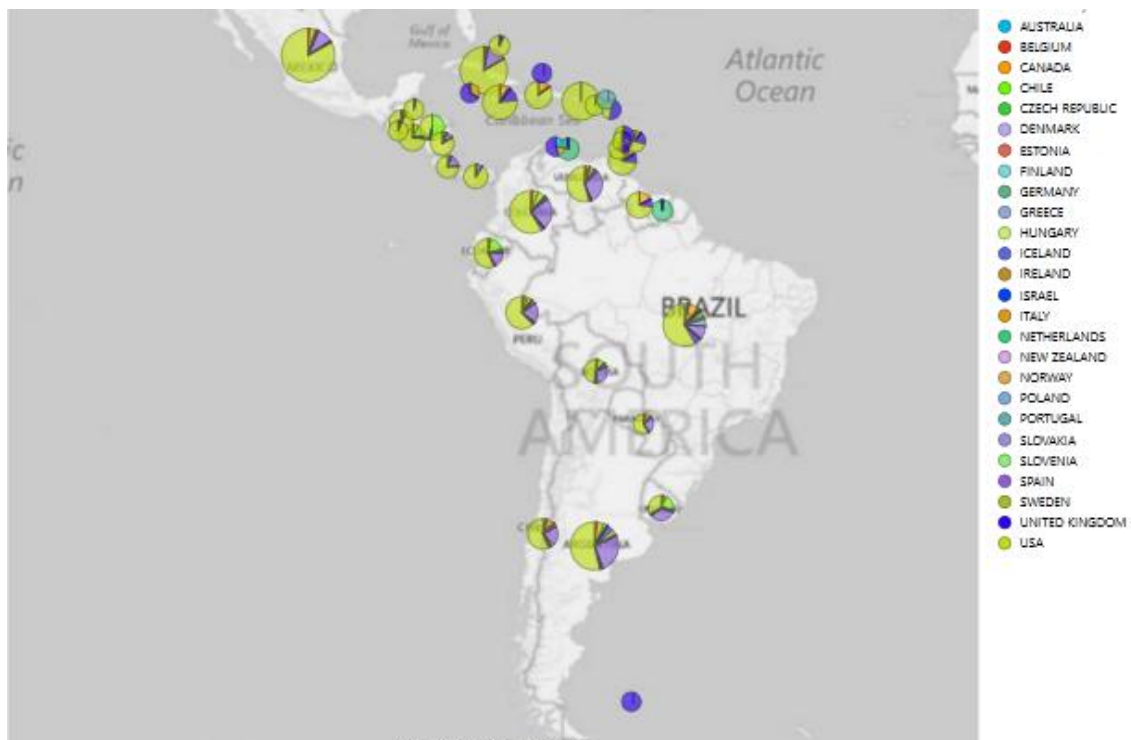 Gulf of
Mexico
Atlantic
Ocean
MEXICO
Caribbean Sea
BRAZIL
PERU
SOUTH
AMERICA
AUSTRALIA
BELGIUM
CANADA
CHILE
CZECH REPUBLIC
DENMARK
ESTONIA
FINLAND
GERMANY
GREECE
HUNGARY
ICELAND
IRELAND
ISRAEL
ITALY
NETHERLANDS
NEW ZEALAND
NORWAY
POLAND
PORTUGAL
SLOVAKIA
SLOVENIA
SPAIN
SWEDEN
UNITED KINGDOM
USA